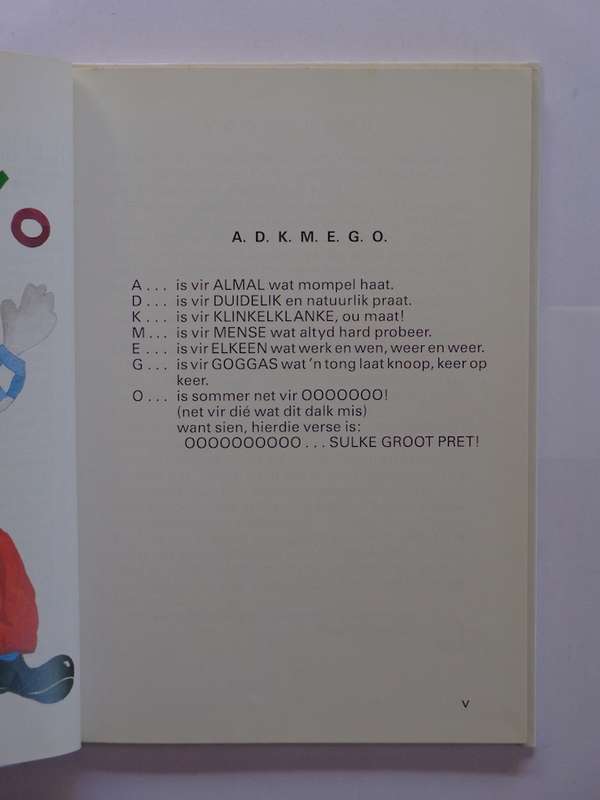 O
A. D. K. M. E. G. O.
A... is vir ALMAL wat mompel haat.
D... is vir DUIDELIK en natuurlik praat.
K... is vir KLINKELKLANKE, ou maat!
M... is vir MENSE wat altyd hard probeer.
E... is vir ELKEEN wat werk en wen, weer en weer.
G... is vir GOGGAS wat 'n tong laat knoop, keer op
keer.
O... is sommer net vir OOOOOOO!
(net vir dié wat dit dalk mis)
want sien, hierdie verse is:
OOOOOOOOOO... SULKE GROOT PRET!
v